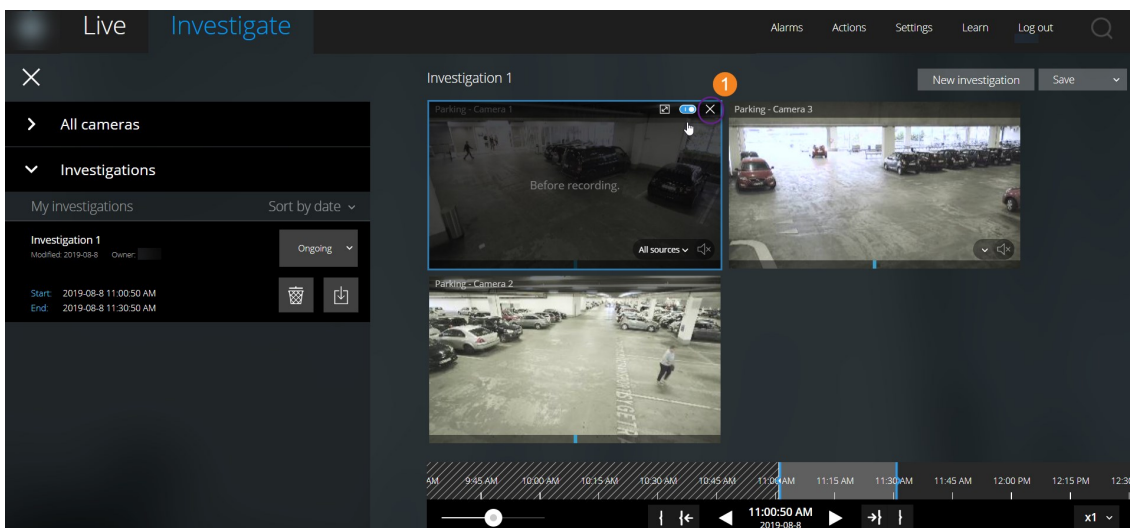 Live Investigate Alarms Actions Settings Learn Log out
Investigation 1 New investigation Save
All cameras
Investigations
My investigations Sort by date
Investigation 1
Modified: 2019-08-8 Owner:
Ongoing
Start: 2019-08-8 11:00:50 AM
End: 2019-08-8 11:30:50 AM
1
Parking - Camera 1
Before recording.
All sources
Parking - Camera 3
Parking - Camera 2
AM 9:45 AM 10:00 AM 10:15 AM 10:30 AM 10:45 AM 11:00 AM 11:15 AM 11:30 AM 11:45 AM 12:00 PM 12:15 PM 12:3
11:00:50 AM
2019-08-8
x1